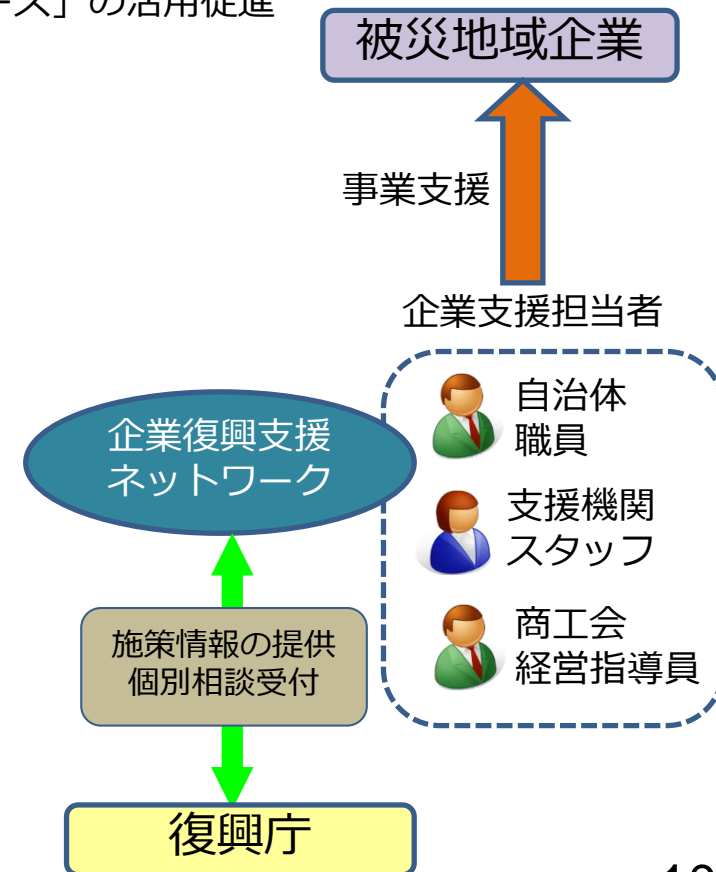 ース」の活用促進
被災地域企業
事業支援
企業支援担当者
自治体
職員
企業復興支援
ネットワーク
支援機関
スタッフ
商工会
経営指導員
施策情報の提供
個別相談受付
復興庁